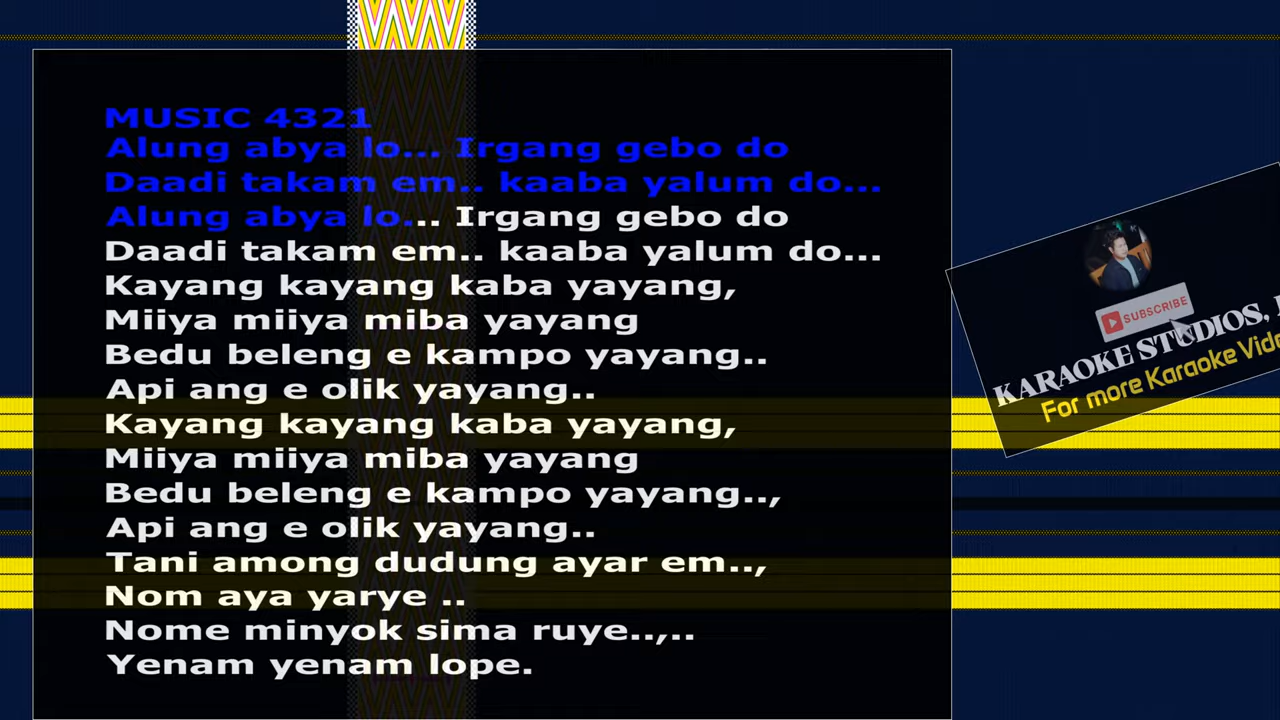 MUSIC 4321
Alung abya lo... Irgang gebo do
Daadi takam em.. kaaba yalum do...
Alung abya lo... Irgang gebo do
Daadi takam em.. kaaba yalum do...
Kayang kayang kaba yayang,
Miiya miiya miba yayang
Bedu beleng e kampo yayang..
Api ang e olik yayang..
Kayang kayang kaba yayang,
Miiya miiya miba yayang
Bedu beleng e kampo yayang..,
Api ang e olik yayang..
Tani among dudung ayar em..,
Nom aya yarye ..
Nome minyok sima ruye..,..
Yenam yenam lope.
SUBSCRIBE
KARAOKE STUDIOS,
For more Karaoke